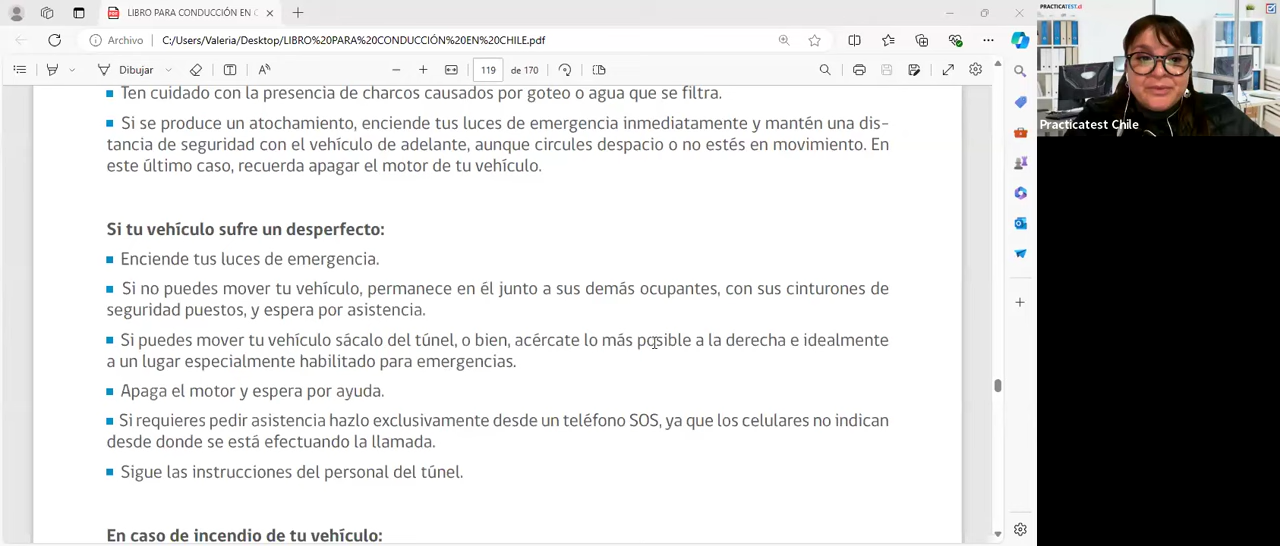 LIBRO PARA CONDUCCIÓN EN C
PRACTICATEST.cl
Archivo
C:/Users/Valeria/Desktop/LIBRO%20PARA%20CONDUCCIÓN%20EN%20CHILE.pdf
Dibujar
119
de 170
Ten cuidado con la presencia de charcos causados por goteo o agua que se filtra.
Si se produce un atochamiento enciende tus luces de emergencia inmediatamente y mantén una dis-
tancia de seguridad con el vehículo de adelante, aunque circules despacio o no estés en movimiento. En
este último caso, recuerda apagar el motor de tu vehículo.
Si tu vehículo sufre un desperfecto:
Enciende tus luces de emergencia.
Si no puedes mover tu vehículo, permanece en él junto a sus demás ocupantes, con sus cinturones de
seguridad puestos, y espera por asistencia.
Si puedes mover tu vehículo sácalo del túnel, o bien, acércate lo más posible a la derecha e idealmente
a un lugar especialmente habilitado para emergencias.
Apaga el motor y espera por ayuda.
Si requieres pedir asistencia hazlo exclusivamente desde un teléfono SOS, ya que los celulares no indican
desde donde se está efectuando la llamada.
Sigue las instrucciones del personal del túnel.
En caso de incendio de tu vehículo:
Practicatest Chile